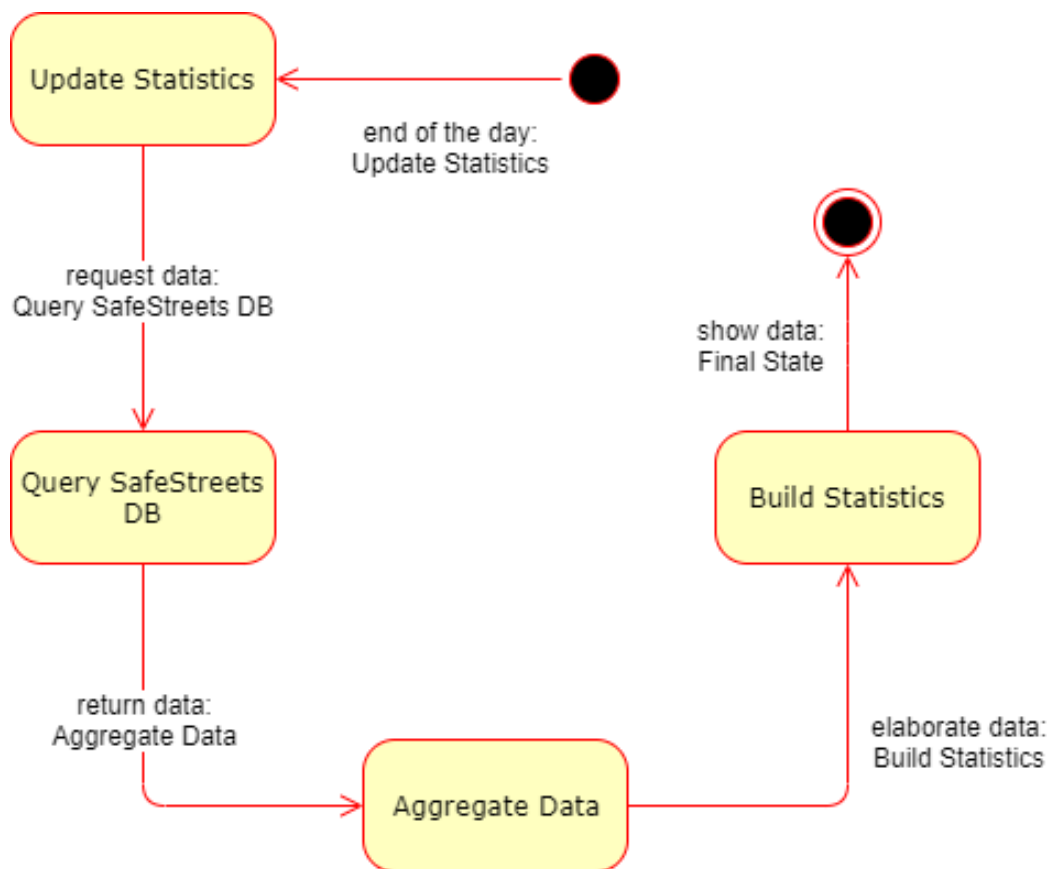 Update Statistics
end of the day:
Update Statistics
request data:
Query SafeStreets DB
show data:
Final State
Query SafeStreets
DB
Build Statistics
return data:
Aggregate Data
elaborate data:
Build Statistics
Aggregate Data